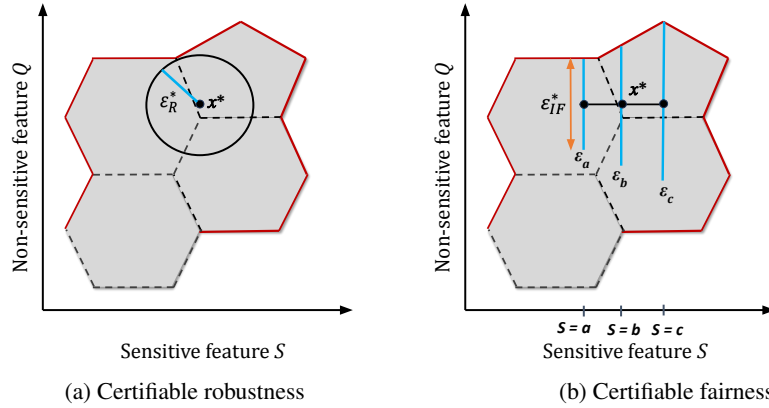 Non-sensitive feature Q
ε*R
x*
Sensitive feature S
(a) Certifiable robustness
Non-sensitive feature Q
ε*IF
x*
εa
εb
εc
S = a
S = b
S = c
Sensitive feature S
(b) Certifiable fairness